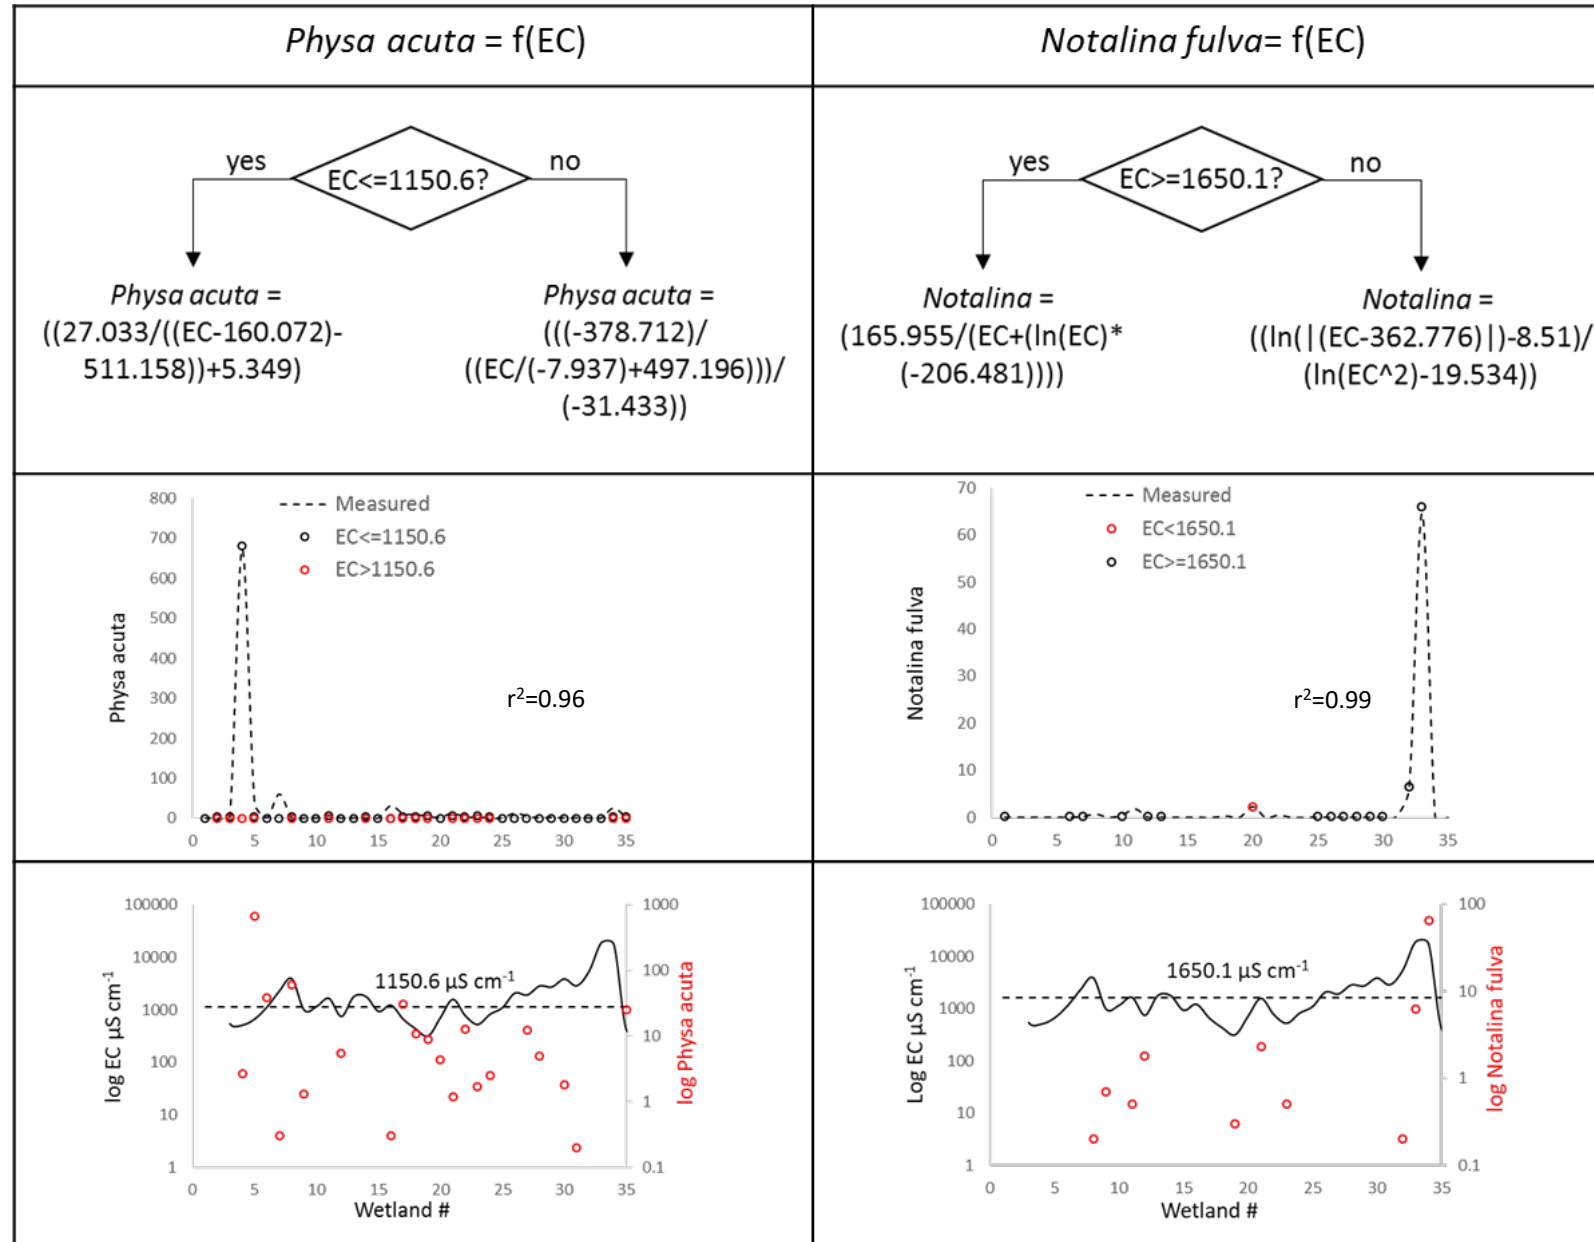 Physa acuta = f(EC)
Notalina fulva= f(EC)
yes
EC<=1150.6?
no
Physa acuta =
((27.033/((EC-160.072)-
511.158))+5.349)
Physa acuta =
(((-378.712)/
((EC/(-7.937)+497.196)))/
(-31.433))
yes
EC>=1650.1?
no
Notalina =
(165.955/(EC+(ln(EC)*
(-206.481))))
Notalina =
((ln(|(EC-362.776)|)-8.51)/
(ln(EC^2)-19.534))
Physa acuta
800
700
600
500
400
300
200
100
0
0 5 10 15 20 25 30 35
Measured
EC<=1150.6
EC>1150.6
r²=0.96
Notalina fulva
70
60
50
40
30
20
10
0
0 5 10 15 20 25 30 35
Measured
EC<1650.1
EC>=1650.1
r²=0.99
log EC µS cm⁻¹
100000
10000
1000
100
10
1
1150.6 µS cm⁻¹
1000
100
10
1
0.1
log Physa acuta
0 5 10 15 20 25 30 35
Wetland #
Log EC µS cm⁻¹
100000
10000
1000
100
10
1
1650.1 µS cm⁻¹
100
10
1
0.1
log Notalina fulva
0 5 10 15 20 25 30 35
Wetland #